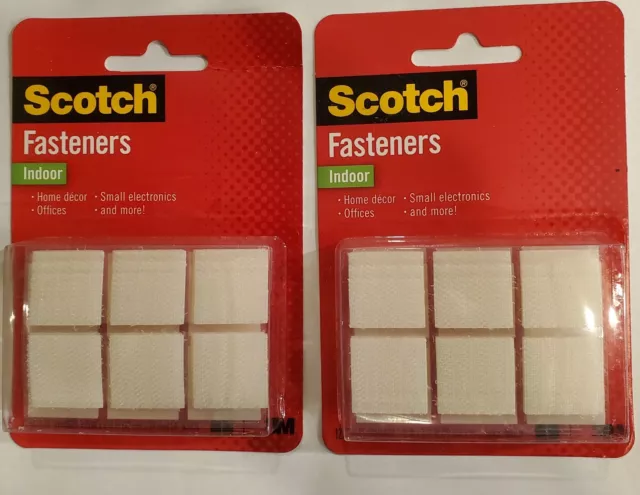 Scotch®
Fasteners
Indoor
· Home décor · Small electronics
· Offices · and more!
Scotch®
Fasteners
Indoor
· Home décor · Small electronics
· Offices · and more!